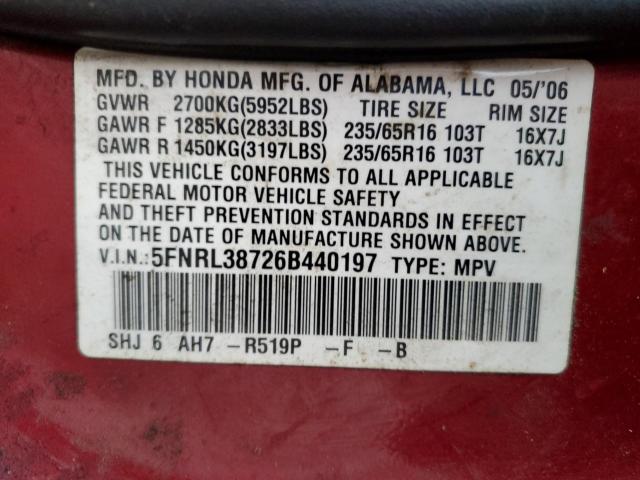 MFD. BY HONDA MFG. OF ALABAMA, LLC 05/'06
GVWR 2700KG(5952LBS) TIRE SIZE RIM SIZE
GAWR F 1285KG(2833LBS) 235/65R16 103T 16X7J
GAWR R 1450KG(3197LBS) 235/65R16 103T 16X7J
THIS VEHICLE CONFORMS TO ALL APPLICABLE
FEDERAL MOTOR VEHICLE SAFETY
AND THEFT PREVENTION STANDARDS IN EFFECT
ON THE DATE OF MANUFACTURE SHOWN ABOVE.
V.I.N.:5FNRL38726B440197 TYPE: MPV
SHJ 6 AH7 -R519P -F -B